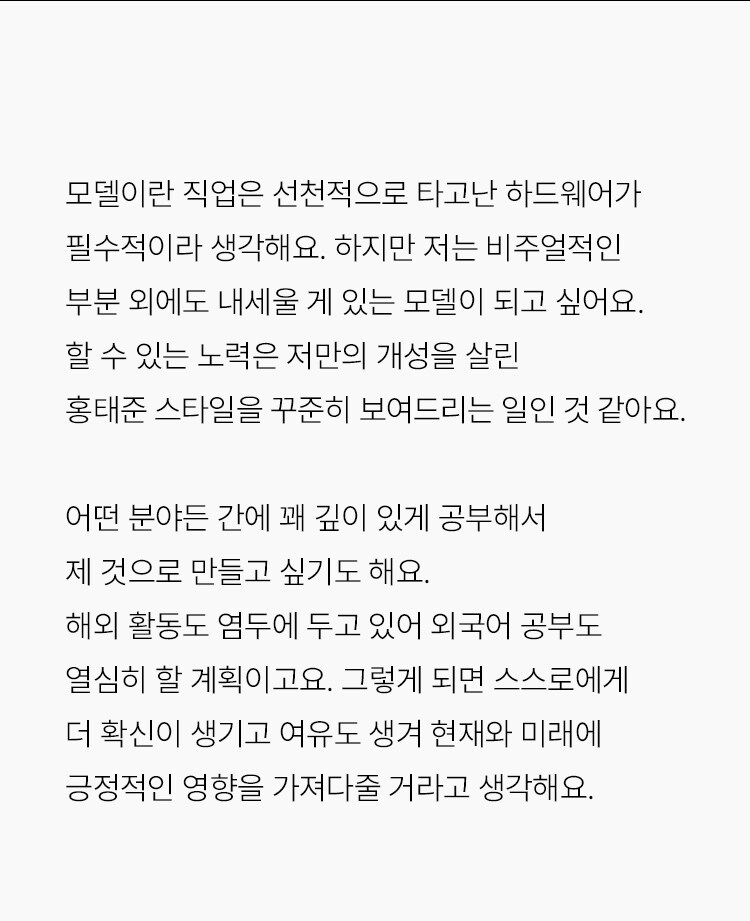 모델이란 직업은 선천적으로 타고난 하드웨어가
필수적이라 생각해요. 하지만 저는 비주얼적인
부분 외에도 내세울 게 있는 모델이 되고 싶어요.
할 수 있는 노력은 저만의 개성을 살린
홍태준 스타일을 꾸준히 보여드리는 일인 것 같아요.
어떤 분야든 간에 꽤 깊이 있게 공부해서
제 것으로 만들고 싶기도 해요.
해외 활동도 염두에 두고 있어 외국어 공부도
열심히 할 계획이고요. 그렇게 되면 스스로에게
더 확신이 생기고 여유도 생겨 현재와 미래에
긍정적인 영향을 가져다줄 거라고 생각해요.